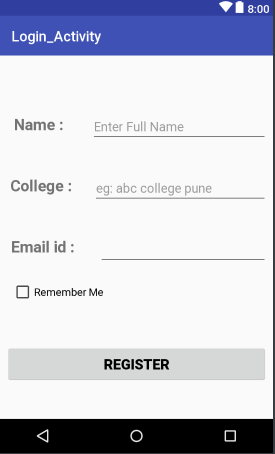 8:00
Login_Activity
Name : Enter Full Name
College : eg: abc college pune
Email id :
Remember Me
REGISTER